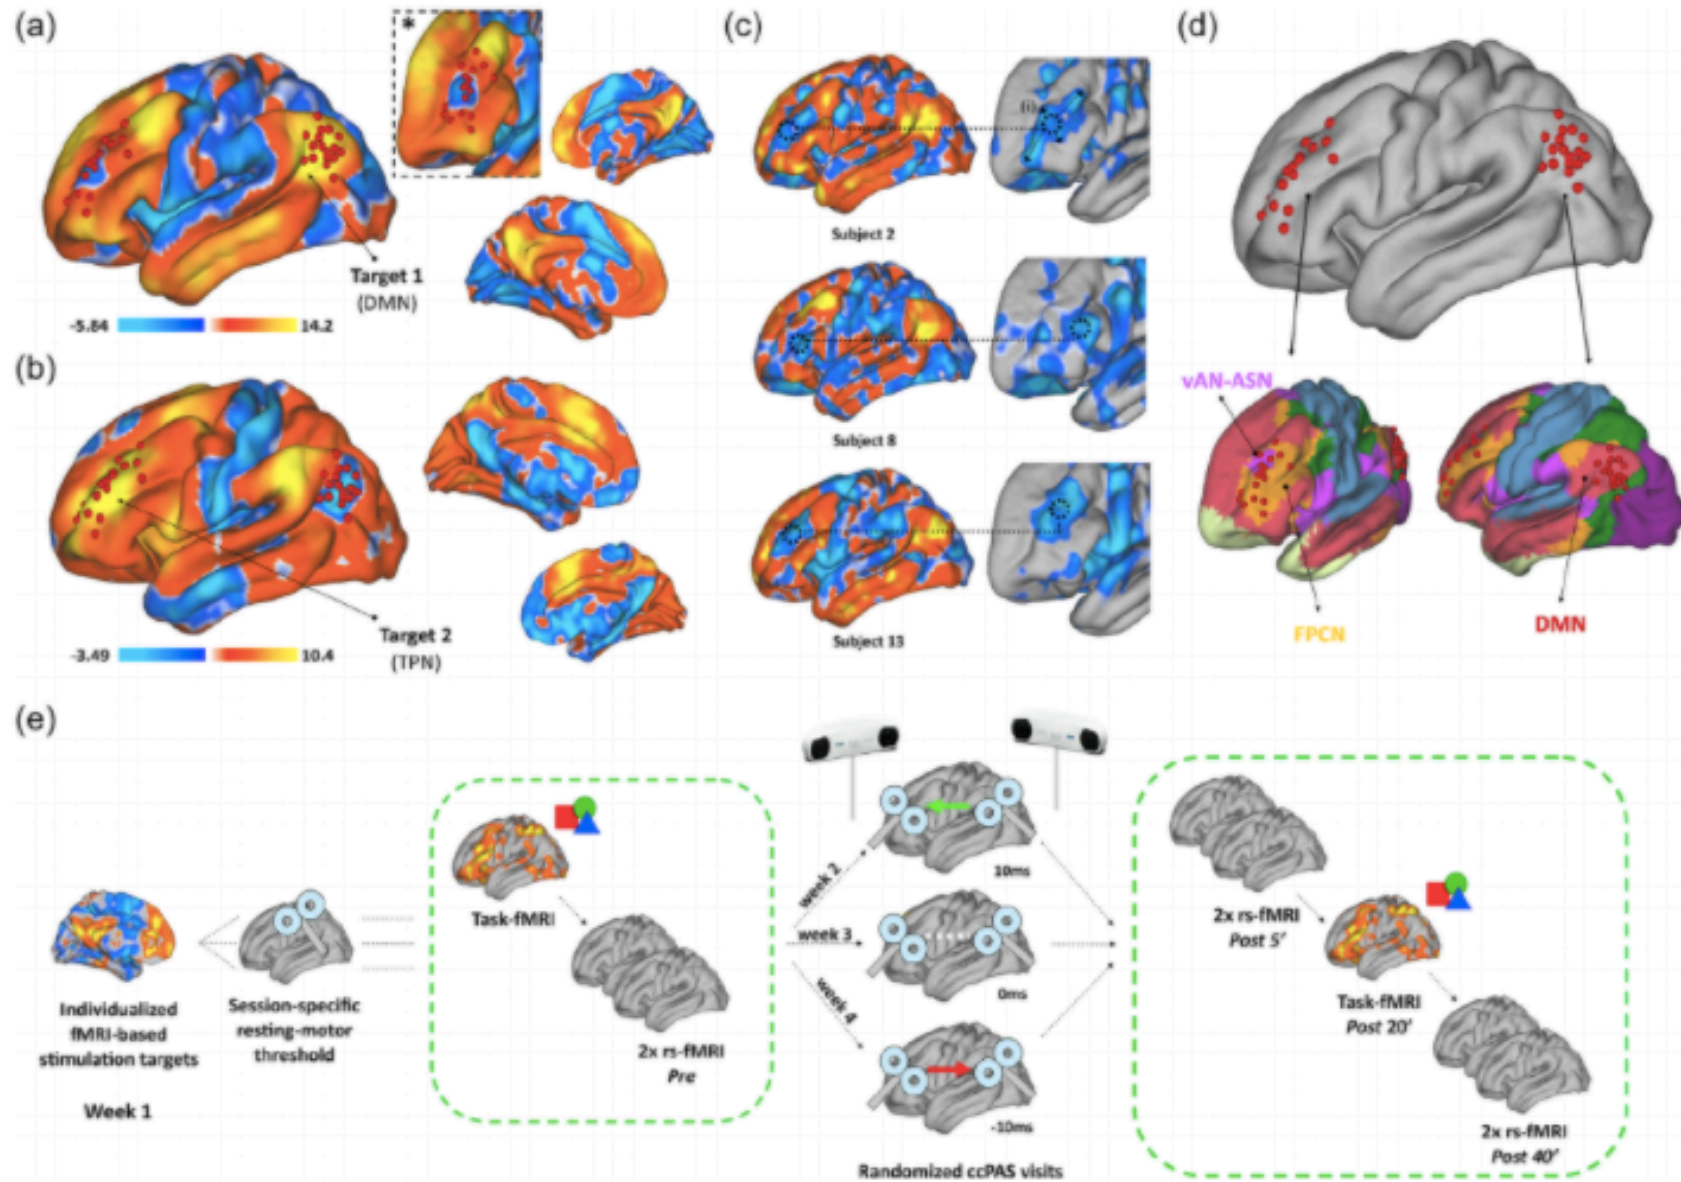 (a)
*
Target 1
(DMN)
-5.84
14.2
(b)
Target 2
(TPN)
-3.49
10.4
(c)
(i)
Subject 2
Subject 8
Subject 13
(d)
vAN-ASN
FPCN
DMN
(e)
Individualized
fMRI-based
stimulation targets
Week 1
Session-specific
resting-motor
threshold
Task-fMRI
2x rs-fMRI
Pre
week 2
week 3
week 4
10ms
0ms
-10ms
Randomized ccPAS visits
2x rs-fMRI
Post 5'
Task-fMRI
Post 20'
2x rs-fMRI
Post 40'